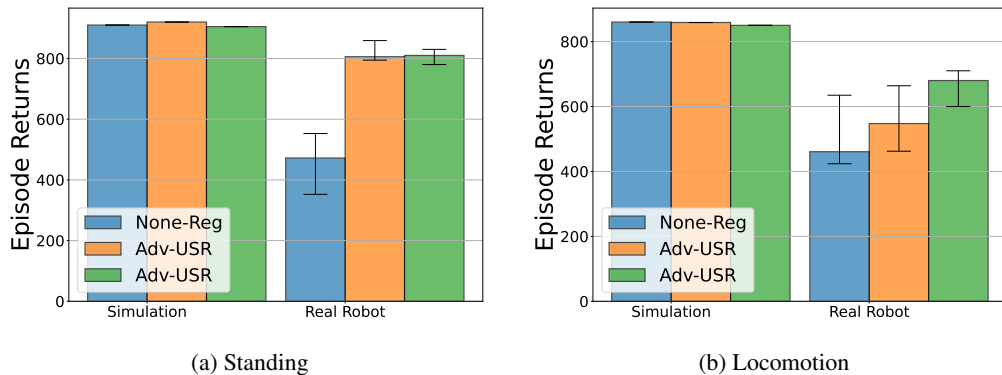 Episode Returns
800
600
400
200
0
None-Reg
Adv-USR
Adv-USR
Simulation
Real Robot
(a) Standing
Episode Returns
800
600
400
200
0
None-Reg
Adv-USR
Adv-USR
Simulation
Real Robot
(b) Locomotion